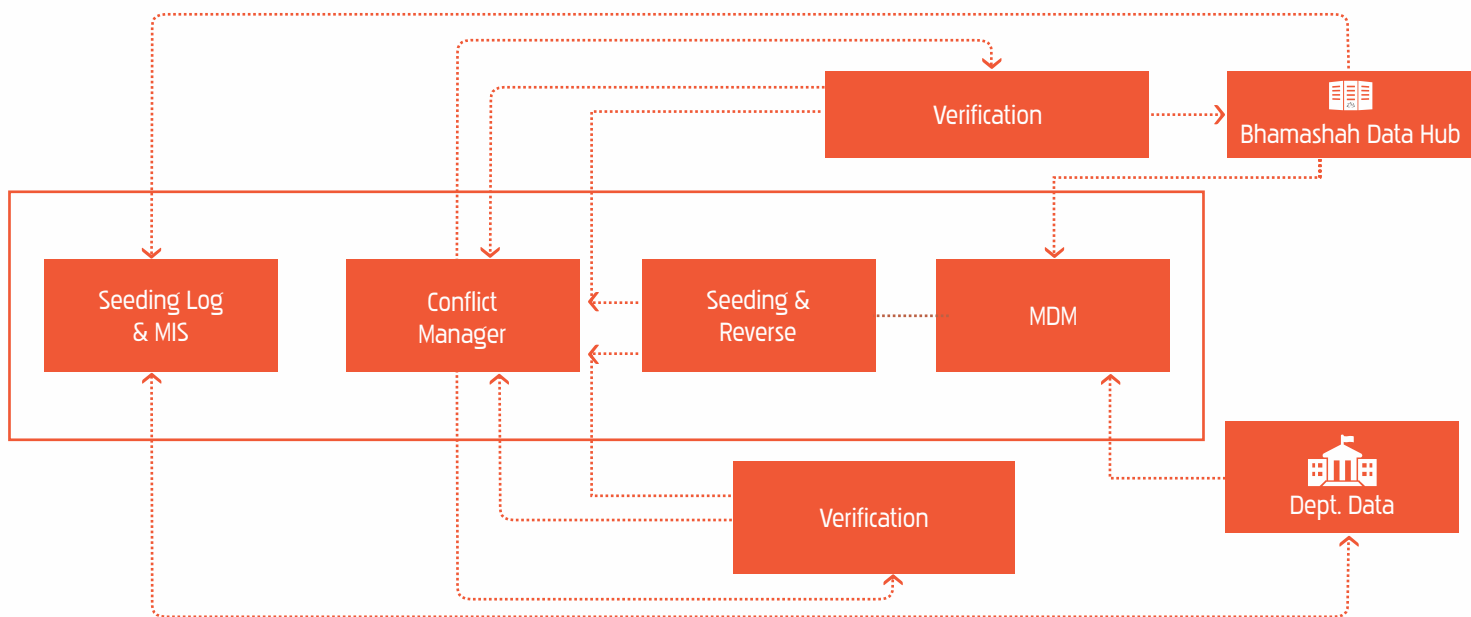 Verification
Bhamashah Data Hub
Seeding Log
& MIS
Conflict
Manager
Seeding &
Reverse
MDM
Verification
Dept. Data